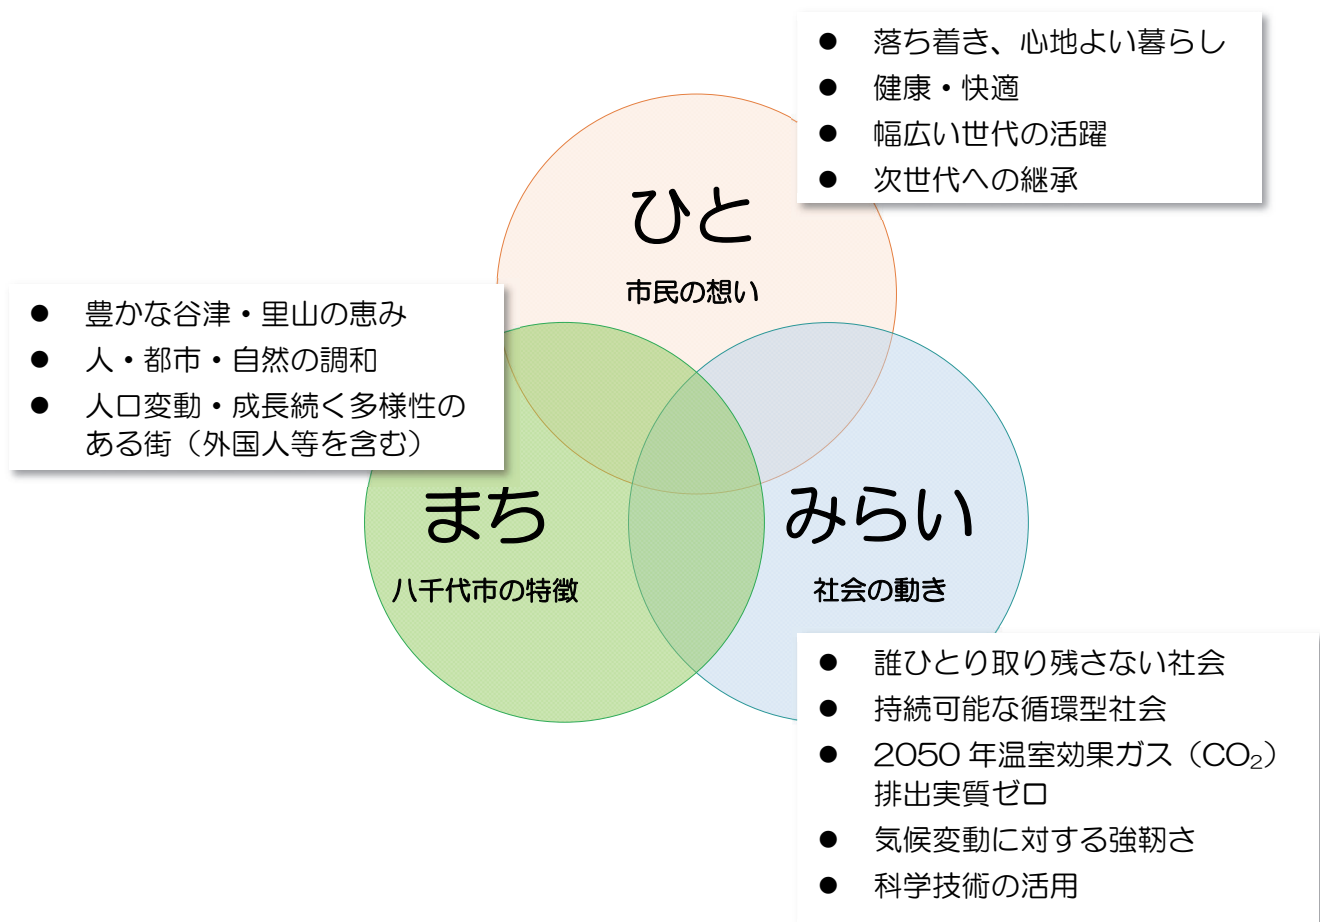 ● 落ち着き、心地よい暮らし
● 健康・快適
● 幅広い世代の活躍
● 次世代への継承
ひと
市民の想い
● 豊かな谷津・里山の恵み
● 人・都市・自然の調和
● 人口変動・成長続く多様性の
ある街（外国人等を含む）
まち
八千代市の特徴
みらい
社会の動き
● 誰ひとり取り残さない社会
● 持続可能な循環型社会
● 2050 年温室効果ガス（CO₂）
排出実質ゼロ
● 気候変動に対する強靭さ
● 科学技術の活用